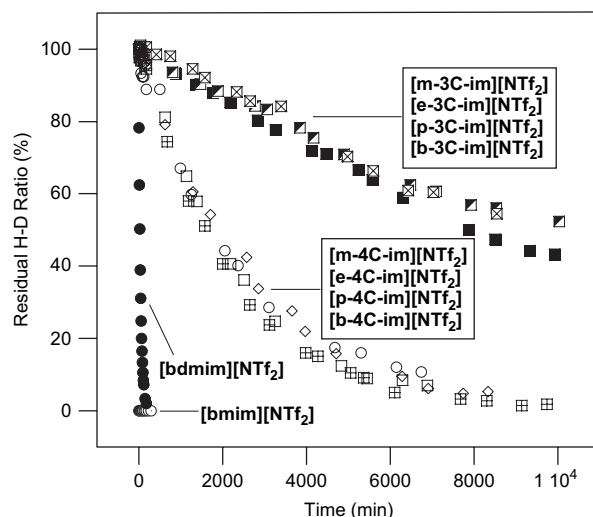 100
80
60
40
20
0
Residual H-D Ratio (%)
[m-3C-im][NTf2]
[e-3C-im][NTf2]
[p-3C-im][NTf2]
[b-3C-im][NTf2]
[m-4C-im][NTf2]
[e-4C-im][NTf2]
[p-4C-im][NTf2]
[b-4C-im][NTf2]
[bdmim][NTf2]
[bmim][NTf2]
0 2000 4000 6000 8000 1 10⁴
Time (min)